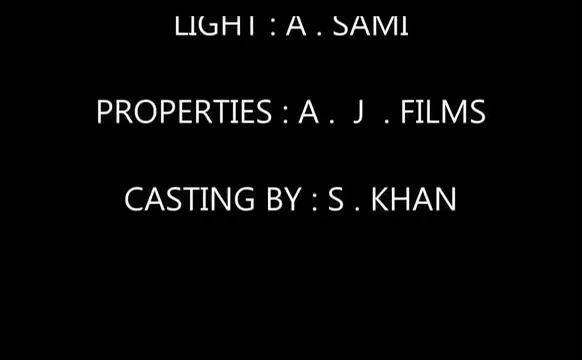 LIGHT : A . SAMI
PROPERTIES : A . J . FILMS
CASTING BY : S . KHAN